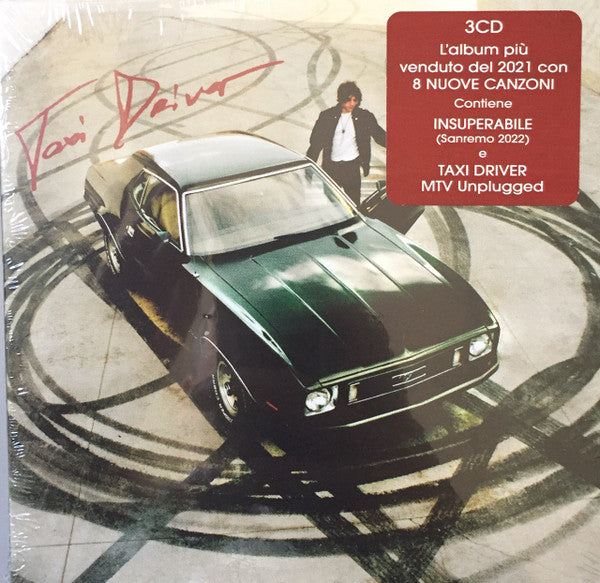 Taxi Driver
3CD
L'album più
venduto del 2021 con
8 NUOVE CANZONI
Contiene
INSUPERABILE
(Sanremo 2022)
e
TAXI DRIVER
MTV Unplugged